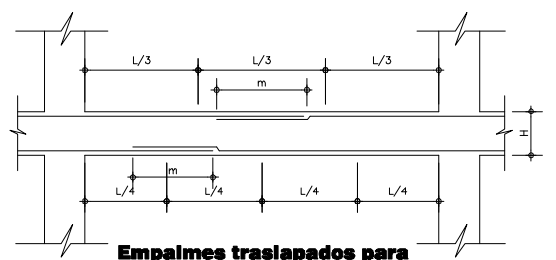 L/3 L/3 L/3
m
H
m
L/4 L/4 L/4 L/4
Empalmes traslapados para